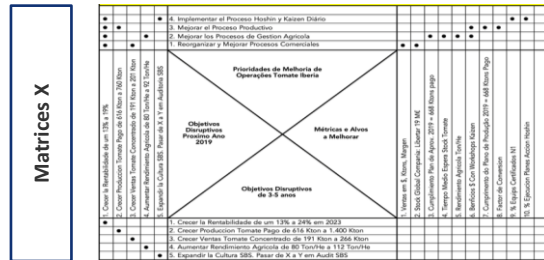 Matrices X
4. Implementar el Proceso Hoshin y Kaizen Diário
3. Mejorar el Proceso Productivo
2. Mejorar los Procesos de Gestion Agricola
1. Reorganizar y Mejorar Procesos Comerciales
1. Crecer la Rentabilidade de um 13% a 19%
2. Crecer Produccion Tomate Pago de 616 Kton a 760 Kton
3. Crecer Ventas Tomate Concentrado de 191 Kton a 201 Kton
4. Aumentar Rendimiento Agricola de 80 Ton/He a 92 Ton/He
5. Expandir la Cultura SBS. Pasar de X a Y em Auditoria SBS
Prioridades de Melhoria de
Operações Tomate Iberia
Objetivos
Disruptivos
Proximo Ano
2019
Métricas e Alvos
a Melhorar
Objetivos Disruptivos
de 3-5 anos
1. Ventas em $, Ktons, Margen
2. Stock Global Compania: Libertar 19 M€
3. Cumplimiento Plan de Aprov. 2019 = 668 Ktons pago
4. Tiempo Medio Espera Stock Tomate
5. Rendimiento Agricola Ton/He
6. Benficios $ Con Workshops Kaizen
7. Cumplimento do Plano de Produção 2019 = 668 Ktons Pago
8. Factor de Conversion
9. % Equipo Certificados N1
10. % Ejecucion Planes Accion Hoshin
1. Crecer la Rentabilidade de um 13% a 24% em 2023
2. Crecer Produccion Tomate Pago de 616 Kton a 1.400 Kton
3. Crecer Ventas Tomate Concentrado de 191 Kton a 266 Kton
4. Aumentar Rendimiento Agricola de 80 Ton/He a 112 Ton/He
5. Expandir la Cultura SBS. Pasar de X a Y em Audit SBS